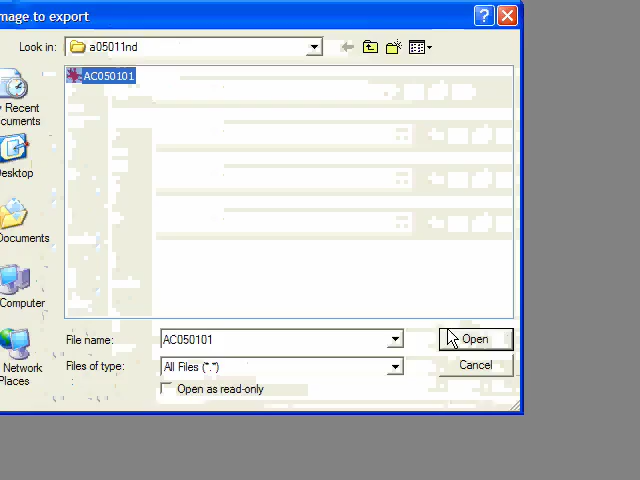 mage to export
Look in: a05011nd
AC050101
Recent
cuments
esktop
Documents
Computer
Network
Places
File name: AC050101 Open
Files of type: All Files (*.*) Cancel
Open as read-only